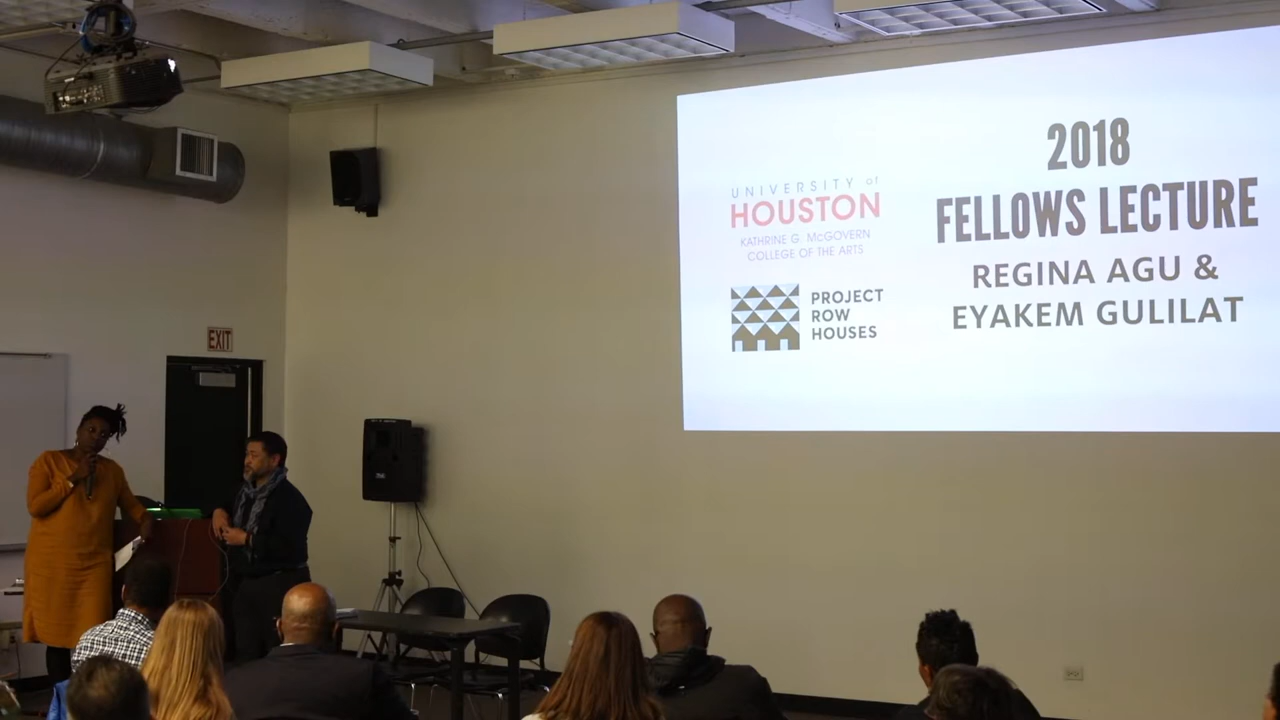 EXIT
UNIVERSITY of
HOUSTON
KATHRINE G. McGOVERN
COLLEGE OF THE ARTS
PROJECT
ROW
HOUSES
2018
FELLOWS LECTURE
REGINA AGU &
EYAKEM GULILAT